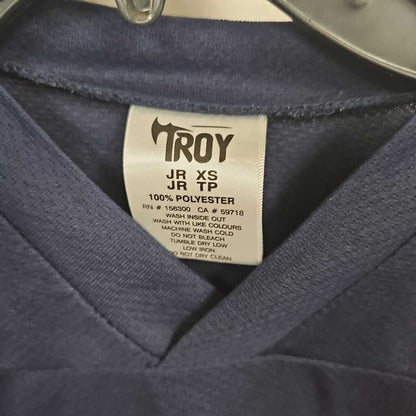 TROY
JR XS
JR TP
100% POLYESTER
RN # 156300 CA # 59718
WASH INSIDE OUT
WASH WITH LIKE COLOURS
MACHINE WASH COLD
DO NOT BLEACH
TUMBLE DRY LOW
LOW IRON
DO NOT DRY CLEAN